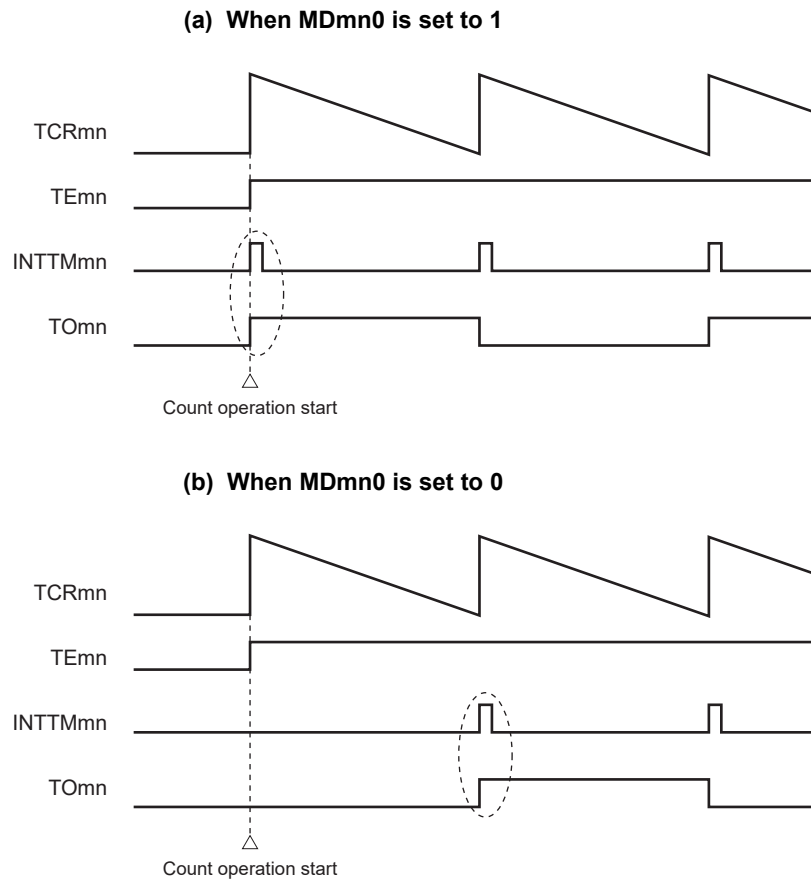 (a) When MDmn0 is set to 1
TCRmn
TEmn
INTTMmn
TOmn
Count operation start
(b) When MDmn0 is set to 0
TCRmn
TEmn
INTTMmn
TOmn
Count operation start